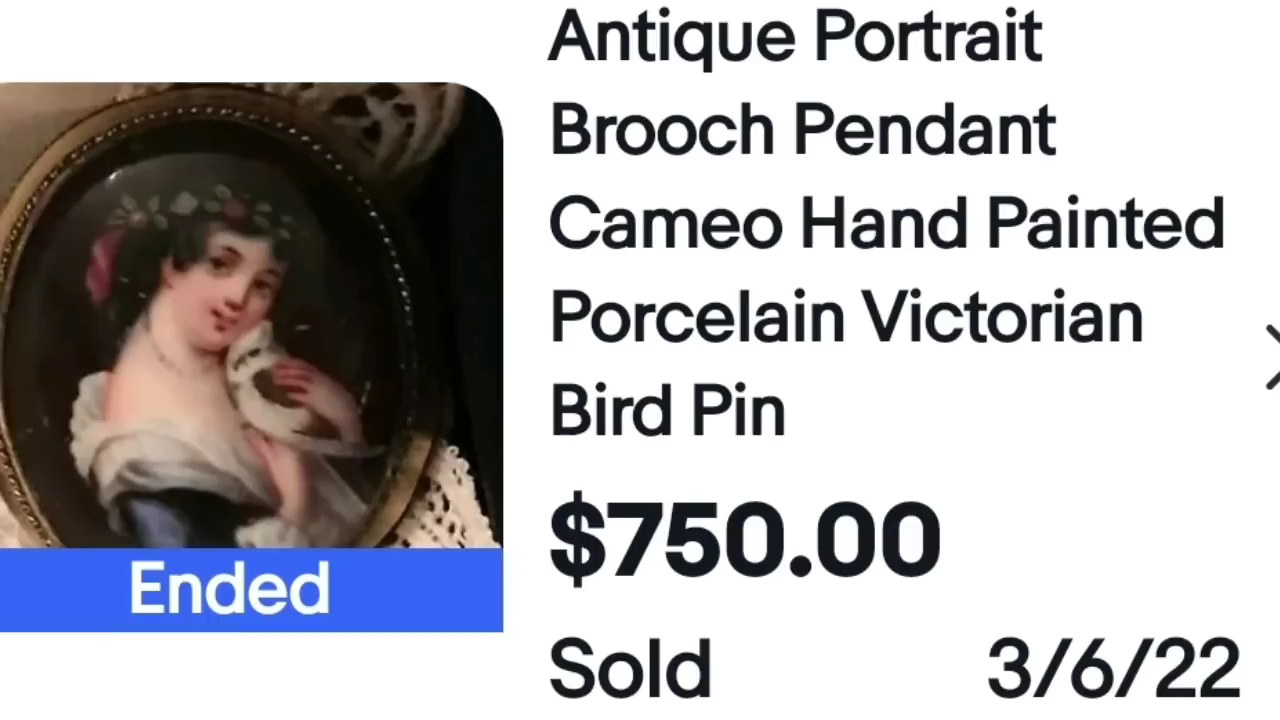 Antique Portrait
Brooch Pendant
Cameo Hand Painted
Porcelain Victorian
Bird Pin
$750.00
Ended
Sold 3/6/22